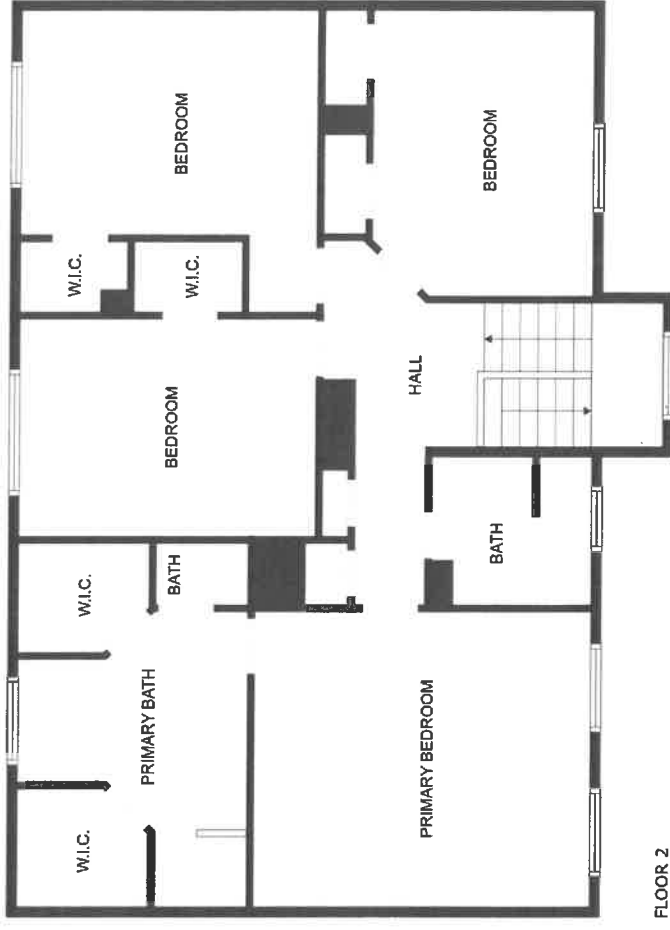 W.I.C.
PRIMARY BATH
W.I.C.
BATH
BEDROOM
W.I.C.
W.I.C.
BEDROOM
PRIMARY BEDROOM
BATH
HALL
BEDROOM
FLOOR 2